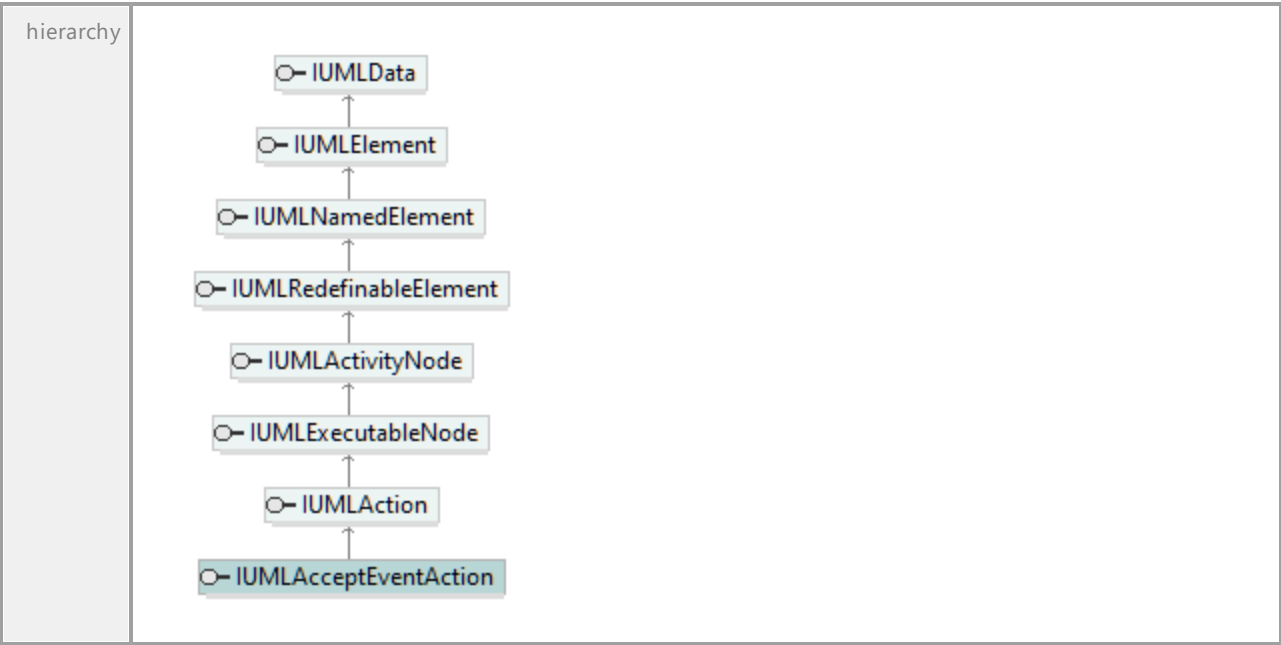 hierarchy
IUMLData
IUMLElement
IUMLNamedElement
IUMLRedefinableElement
IUMLActivityNode
IUMLExecutableNode
IUMLAction
IUMLAcceptEventAction